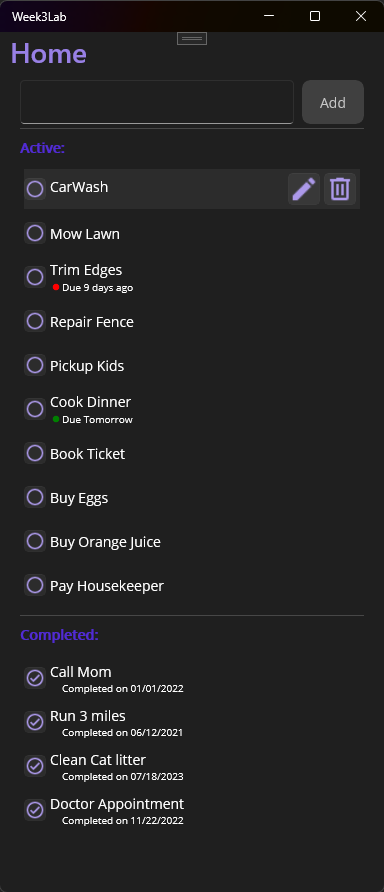 Week3Lab
Home
Add
Active:
CarWash
Mow Lawn
Trim Edges
Due 9 days ago
Repair Fence
Pickup Kids
Cook Dinner
Due Tomorrow
Book Ticket
Buy Eggs
Buy Orange Juice
Pay Housekeeper
Completed:
Call Mom
Completed on 01/01/2022
Run 3 miles
Completed on 06/12/2021
Clean Cat litter
Completed on 07/18/2023
Doctor Appointment
Completed on 11/22/2022